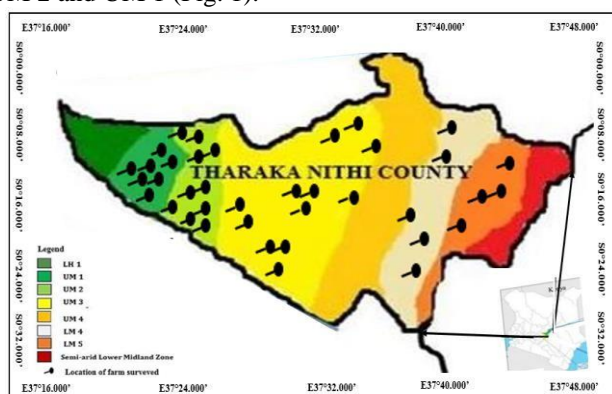 UM 2 and UM 3 (Fig. 1).
E37°16.000' E37°24.000' E37°32.000' E37°40.000' E37°48.000'
S0°00.000' S0°08.000' S0°16.000' S0°24.000' S0°32.000'
S0°00.000' S0°08.000' S0°16.000' S0°24.000' S0°32.000'
THARAKA NITHI COUNTY
Legend
LH 1
UM 1
UM 2
UM 3
UM 4
LM 4
LM 5
Semi-arid Lower Midland Zone
Location of farm surveyed
E37°16.000' E37°24.000' E37°32.000' E37°40.000' E37°48.000'